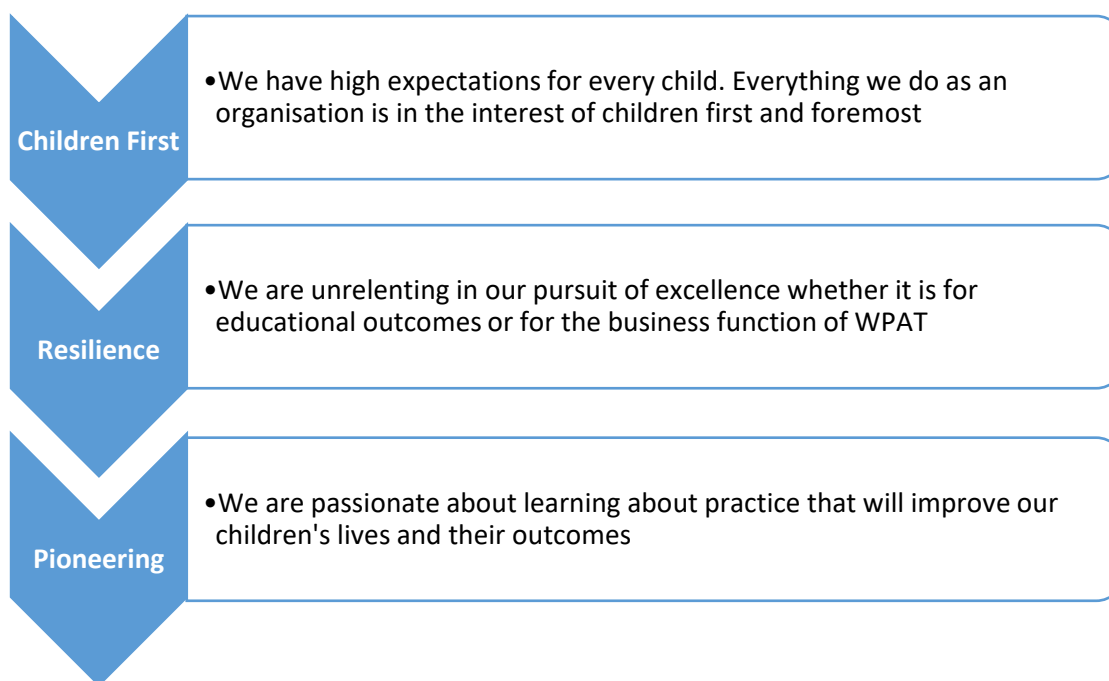 Children First
•We have high expectations for every child. Everything we do as an
organisation is in the interest of children first and foremost
Resilience
•We are unrelenting in our pursuit of excellence whether it is for
educational outcomes or for the business function of WPAT
Pioneering
•We are passionate about learning about practice that will improve our
children's lives and their outcomes